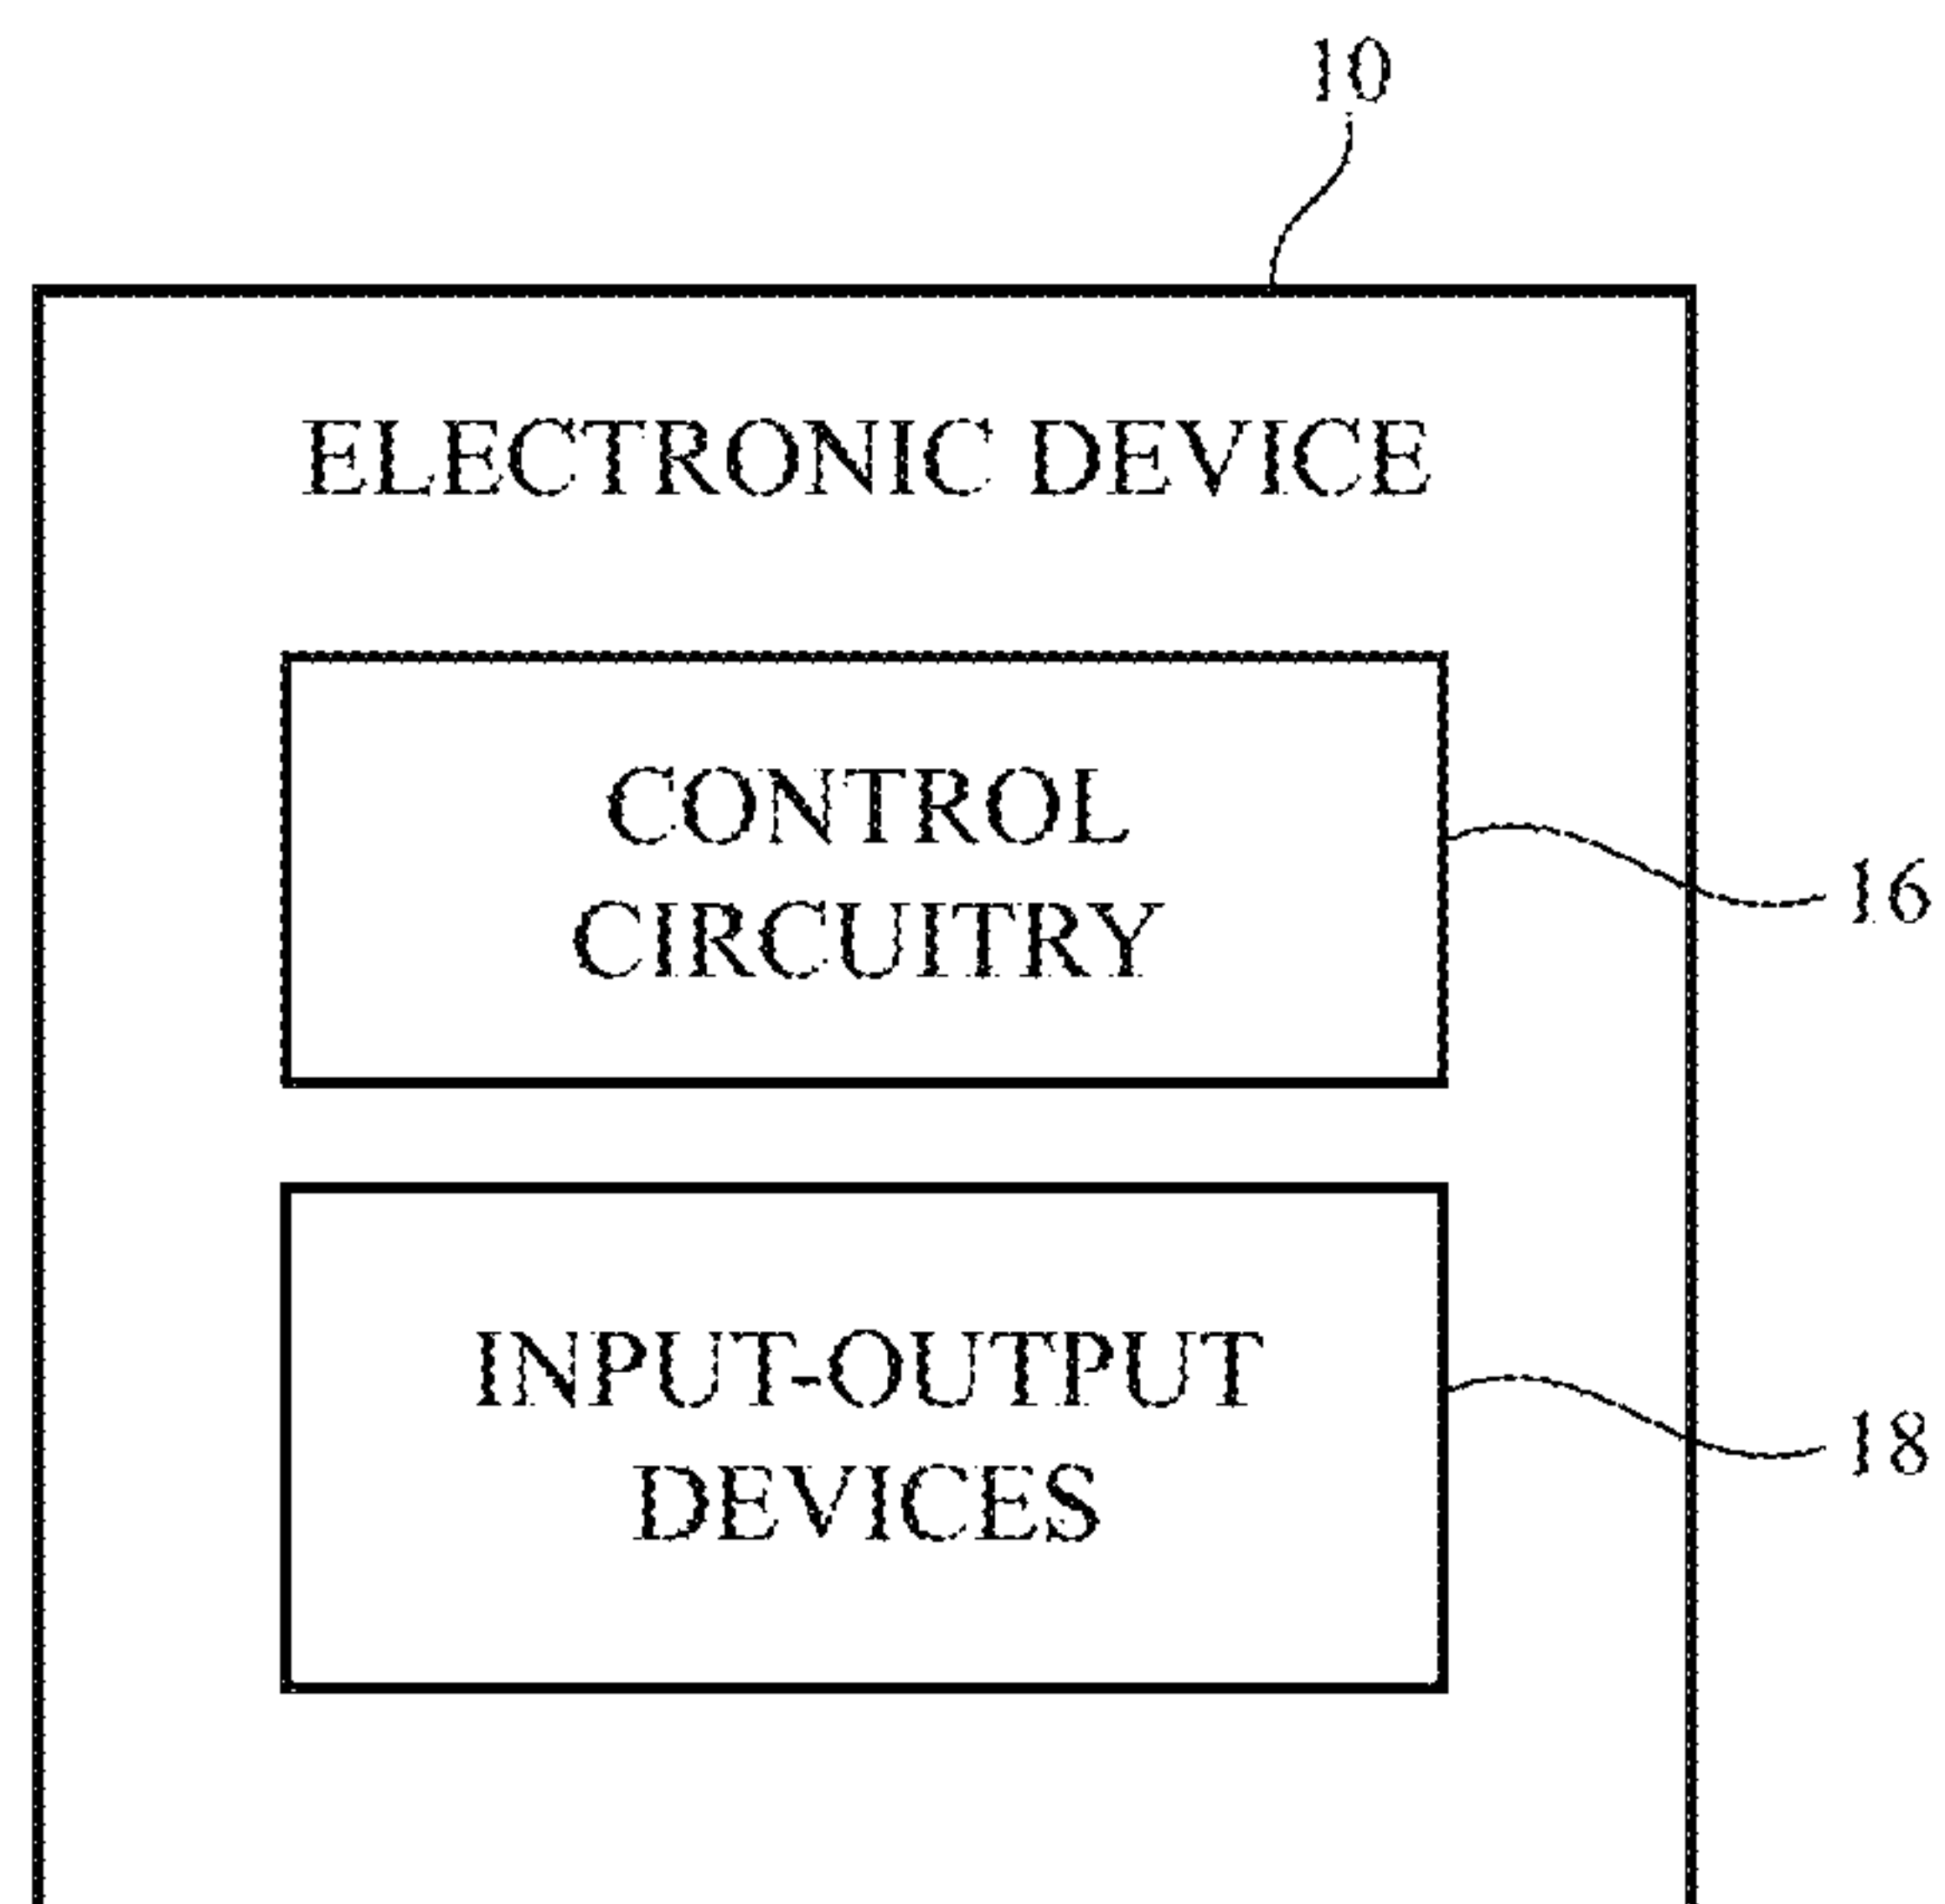 10
ELECTRONIC DEVICE
CONTROL
CIRCUITRY
16
INPUT-OUTPUT
DEVICES
18